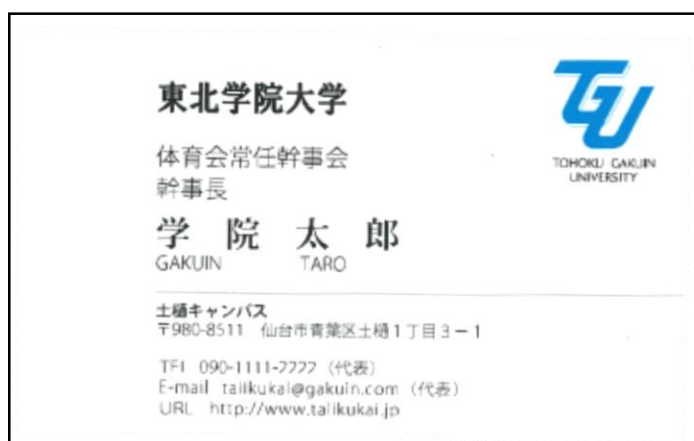 東北学院大学
TGU
TOHOKU GAKUIN
UNIVERSITY
体育会常任幹事会
幹事長
学 院 太 郎
GAKUIN TARO
土樋キャンパス
〒980-8511 仙台市青葉区土樋1丁目3-1
TEL 090-1111-2222（代表）
E-mail taiikukai@gakuin.com（代表）
URL http://www.taiikukai.jp